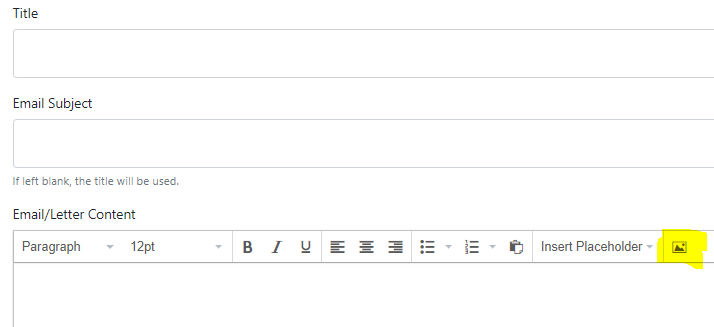 Title
Email Subject
If left blank, the title will be used.
Email/Letter Content
Paragraph 12pt B I U Insert Placeholder